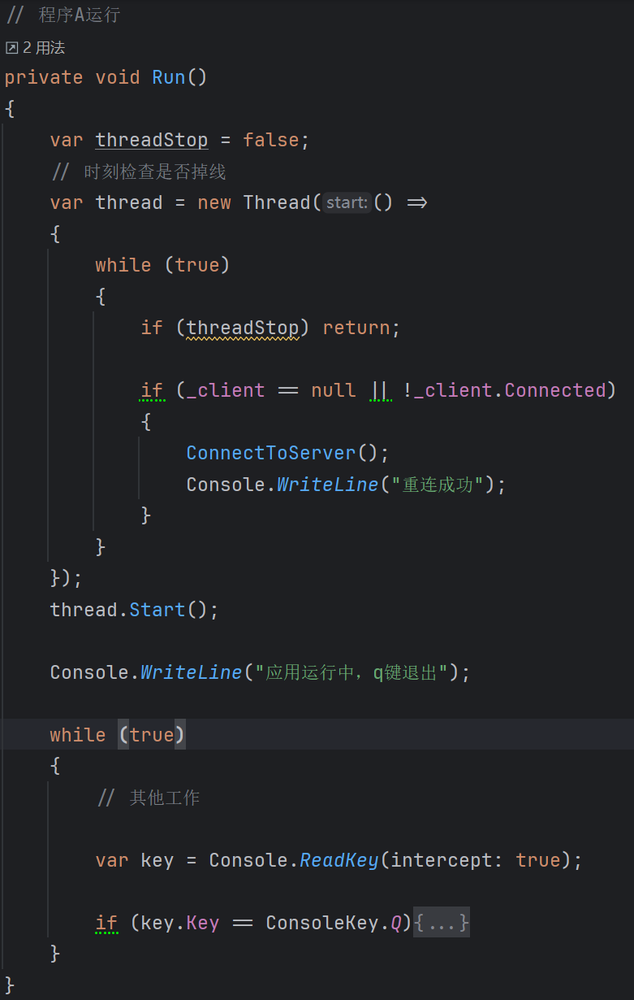 // 程序A运行
2 用法
private void Run()
{
    var threadStop = false;
    // 时刻检查是否掉线
    var thread = new Thread(start: () =>
    {
        while (true)
        {
            if (threadStop) return;
            if (_client == null || !_client.Connected)
            {
                ConnectToServer();
                Console.WriteLine("重连成功");
            }
        }
    });
    thread.Start();
    Console.WriteLine("应用运行中，q键退出");
    while (true)
    {
        // 其他工作
        var key = Console.ReadKey(intercept: true);
        if (key.Key == ConsoleKey.Q){...}
    }
}